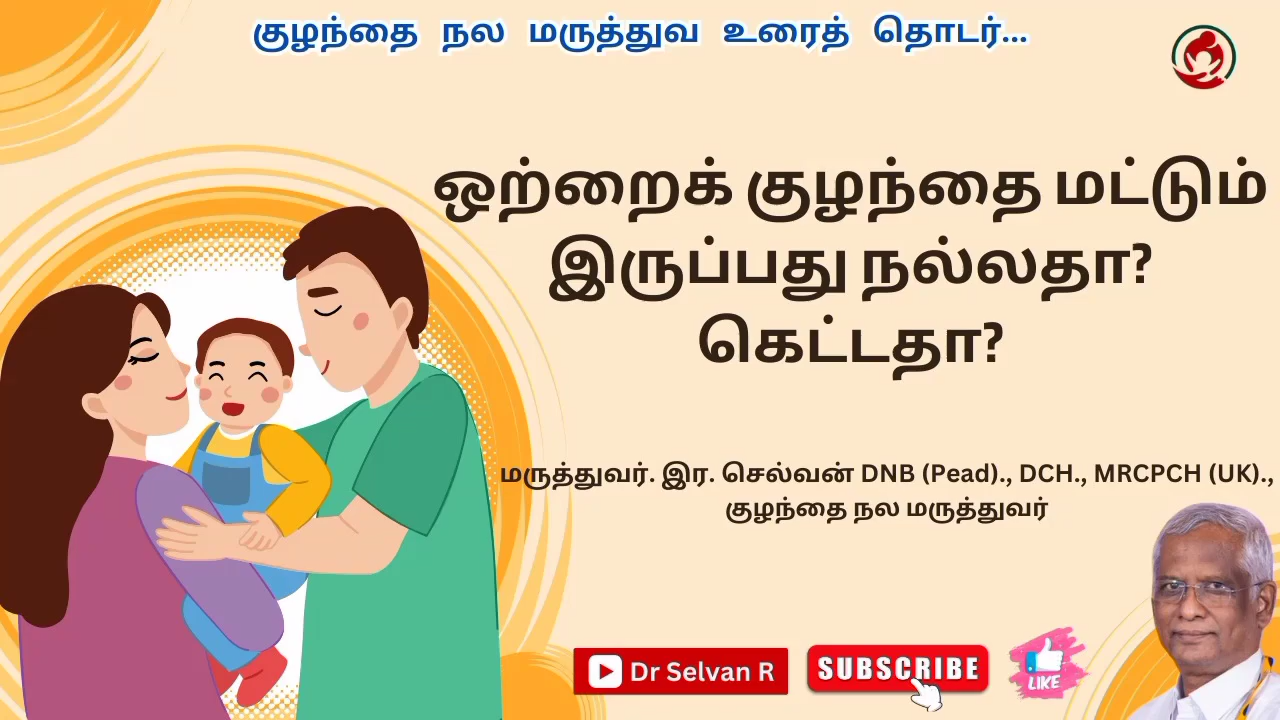 குழந்தை நல மருத்துவ உரைத் தொடர்...
ஒற்றைக் குழந்தை மட்டும்
இருப்பது நல்லதா?
கெட்டதா?
மருத்துவர். இர. செல்வன் DNB (Pead)., DCH., MRCPCH (UK).,
குழந்தை நல மருத்துவர்
Dr Selvan R
SUBSCRIBE
LIKE